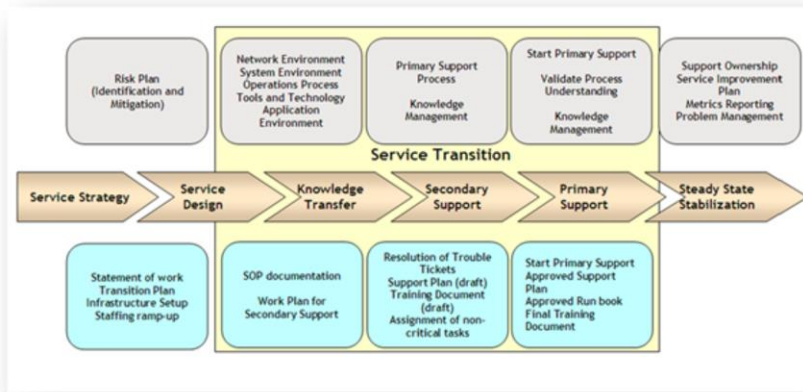 Risk Plan
(Identification and
Mitigation)
Network Environment
System Environment
Operations Process
Tools and Technology
Application
Environment
Primary Support
Process
Knowledge
Management
Start Primary Support
Validate Process
Understanding
Knowledge
Management
Support Ownership
Service Improvement
Plan
Metrics Reporting
Problem Management
Service Transition
Service Strategy
Service
Design
Knowledge
Transfer
Secondary
Support
Primary
Support
Steady State
Stabilization
Statement of work
Transition Plan
Infrastructure Setup
Staffing ramp-up
SOP documentation
Work Plan for
Secondary Support
Resolution of Trouble
Tickets
Support Plan (draft)
Training Document
(draft)
Assignment of non-
critical tasks
Start Primary Support
Approved Support
Plan
Approved Run book
Final Training
Document